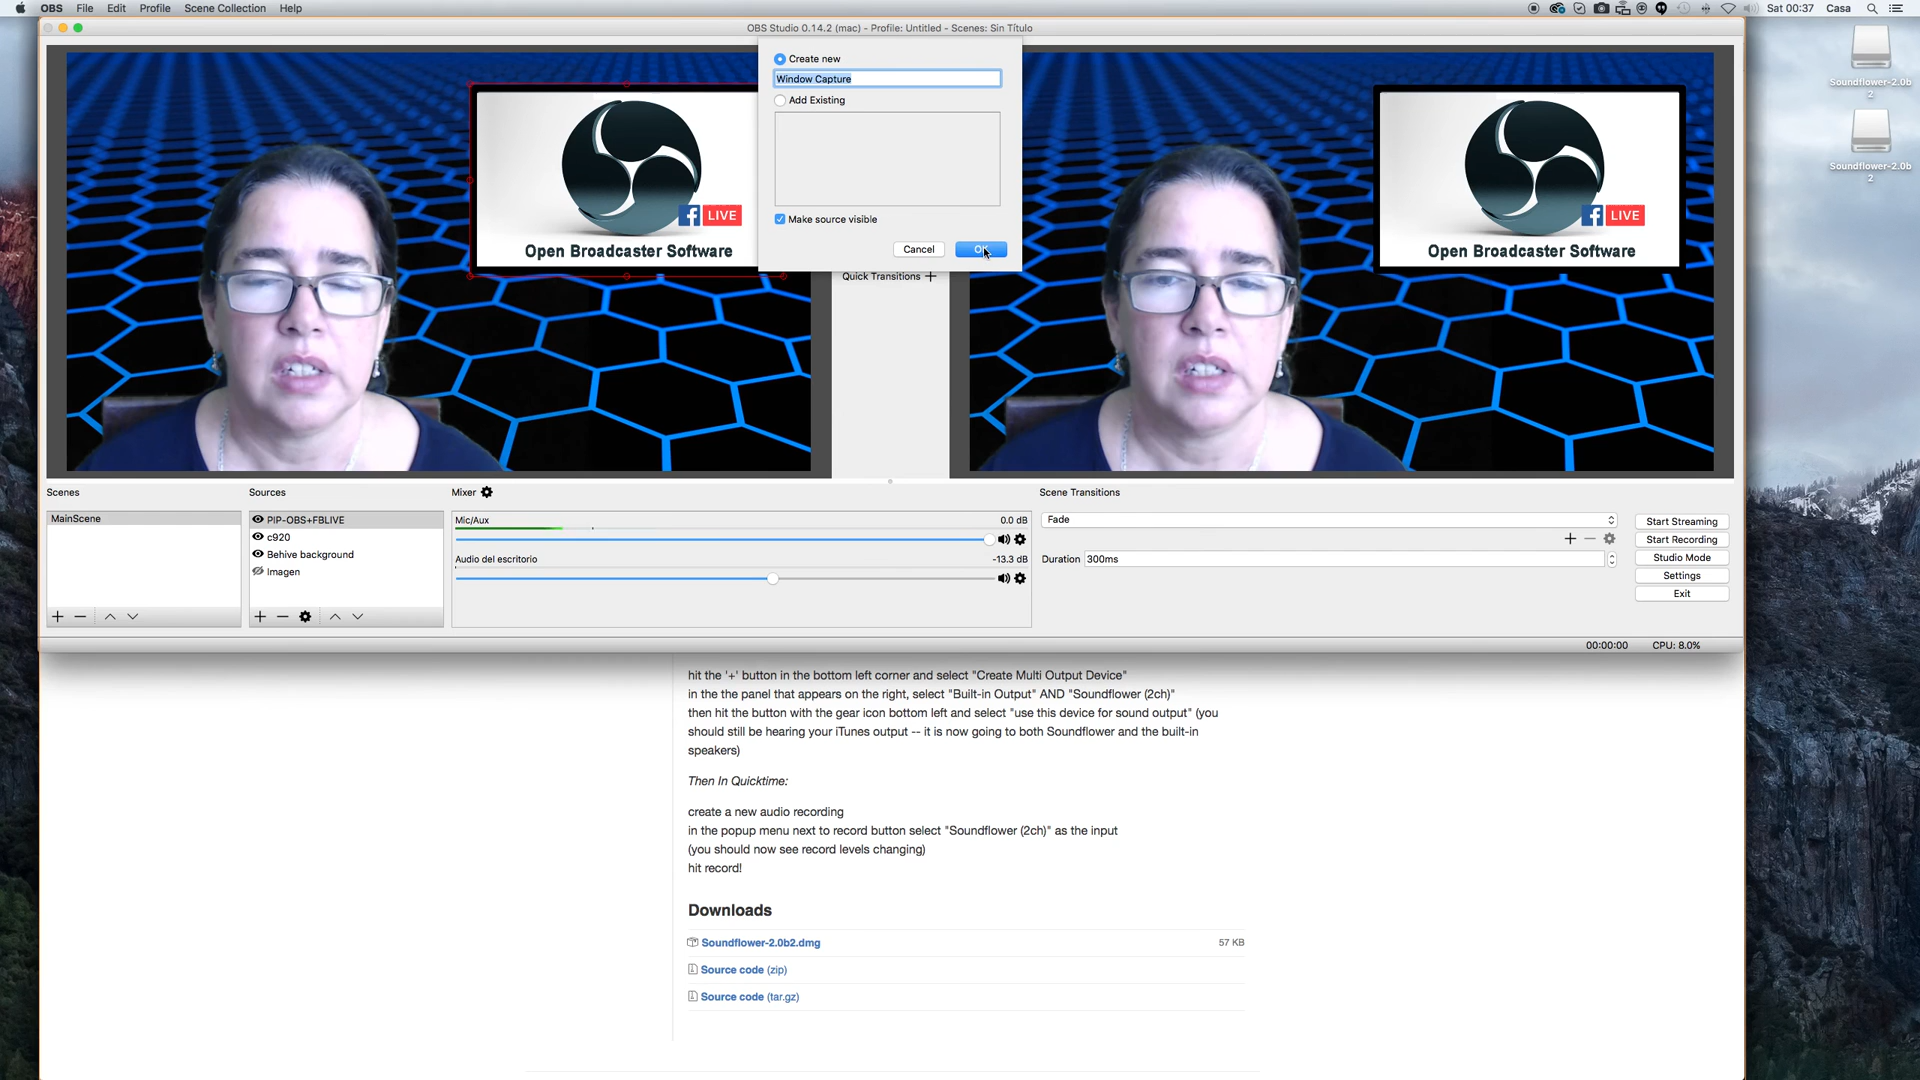 OBS File Edit Profile Scene Collection Help
Sat 00:37 Casa
OBS Studio 0.14.2 (mac) - Profile: Untitled - Scenes: Sin Título
Create new
Window Capture
Add Existing
Make source visible
Cancel
Quick Transitions
LIVE
Open Broadcaster Software
LIVE
Open Broadcaster Software
Soundflower-2.0b
2
Soundflower-2.0b
2
Scenes
MainScene
Sources
PIP-OBS+FBLIVE
c920
Behive background
Imagen
Mixer
Mic/Aux 0.0 dB
Audio del escritorio -13.3 dB
Scene Transitions
Fade
Duration 300ms
Start Streaming
Start Recording
Studio Mode
Settings
Exit
00:00:00 CPU: 8.0%
hit the '+' button in the bottom left corner and select "Create Multi Output Device"
in the the panel that appears on the right, select "Built-in Output" AND "Soundflower (2ch)"
then hit the button with the gear icon bottom left and select "use this device for sound output" (you
should still be hearing your iTunes output -- it is now going to both Soundflower and the built-in
speakers)
Then In Quicktime:
create a new audio recording
in the popup menu next to record button select "Soundflower (2ch)" as the input
(you should now see record levels changing)
hit record!
Downloads
Soundflower-2.0b2.dmg 57 KB
Source code (zip)
Source code (tar.gz)